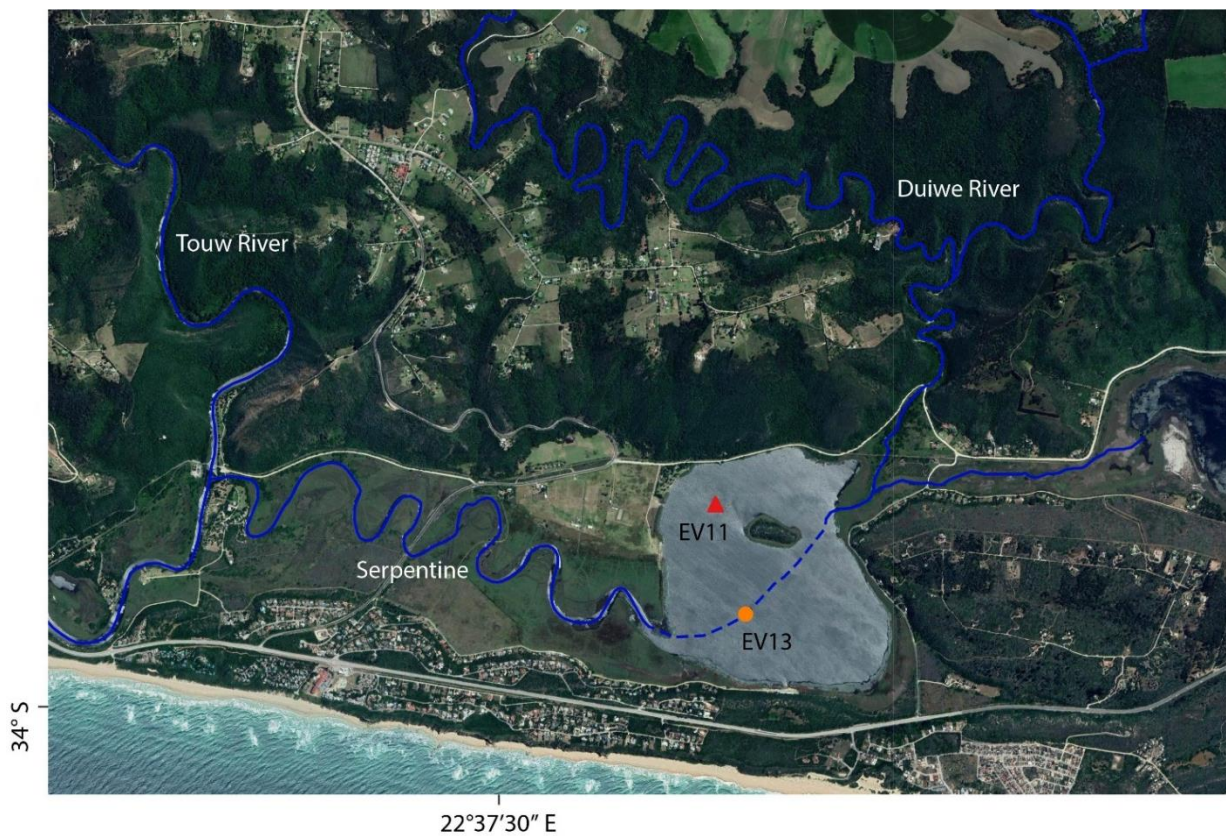 Duiwe River
Touw River
EV11
Serpentine
EV13
34° S
22°37'30” E